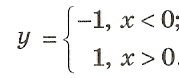 y = { -1, x < 0;
1, x > 0.